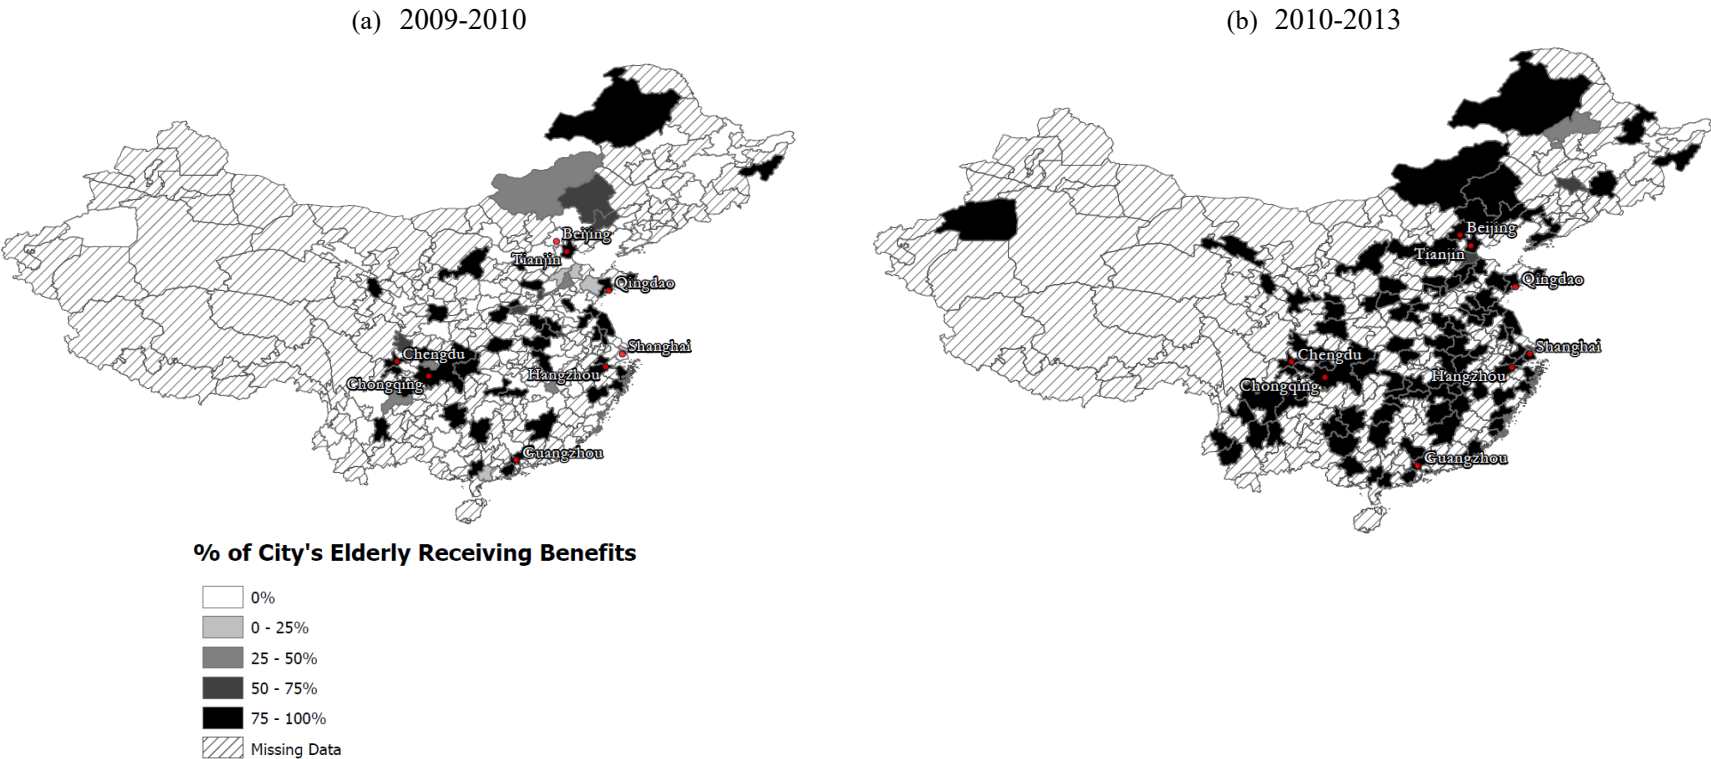 (a) 2009-2010
(b) 2010-2013
Beijing
Tianjin
Qingdao
Shanghai
Chengdu
Hangzhou
Chongqing
Guangzhou
Beijing
Tianjin
Qingdao
Shanghai
Chengdu
Hangzhou
Chongqing
Guangzhou
% of City's Elderly Receiving Benefits
0%
0 - 25%
25 - 50%
50 - 75%
75 - 100%
Missing Data